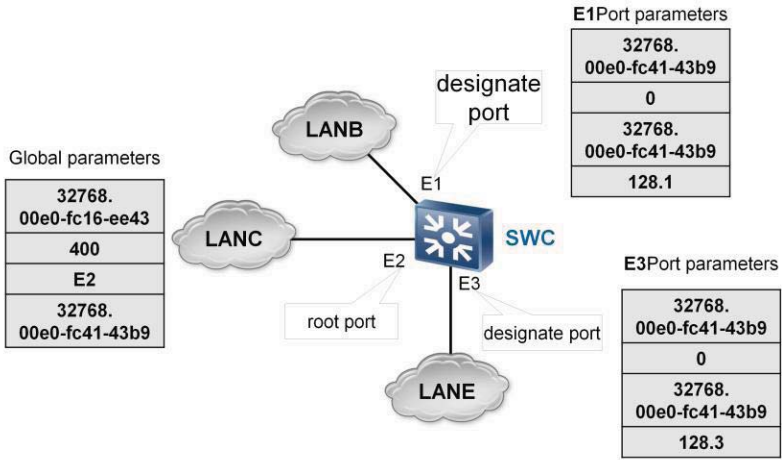 E1Port parameters
32768.
00e0-fc41-43b9
0
32768.
00e0-fc41-43b9
128.1
designate
port
LANB
E1
Global parameters
32768.
00e0-fc16-ee43
400
E2
32768.
00e0-fc41-43b9
LANC
SWC
E2
E3
root port
designate port
LANE
E3Port parameters
32768.
00e0-fc41-43b9
0
32768.
00e0-fc41-43b9
128.3